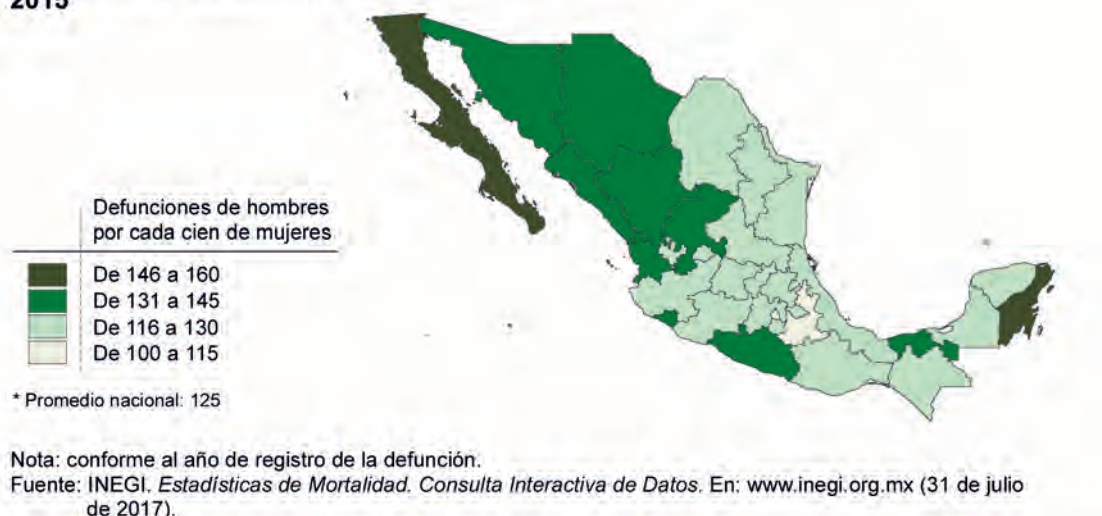 2015
Defunciones de hombres
por cada cien de mujeres
De 146 a 160
De 131 a 145
De 116 a 130
De 100 a 115
* Promedio nacional: 125
Nota: conforme al año de registro de la defunción.
Fuente: INEGI. Estadísticas de Mortalidad. Consulta Interactiva de Datos. En: www.inegi.org.mx (31 de julio
de 2017).